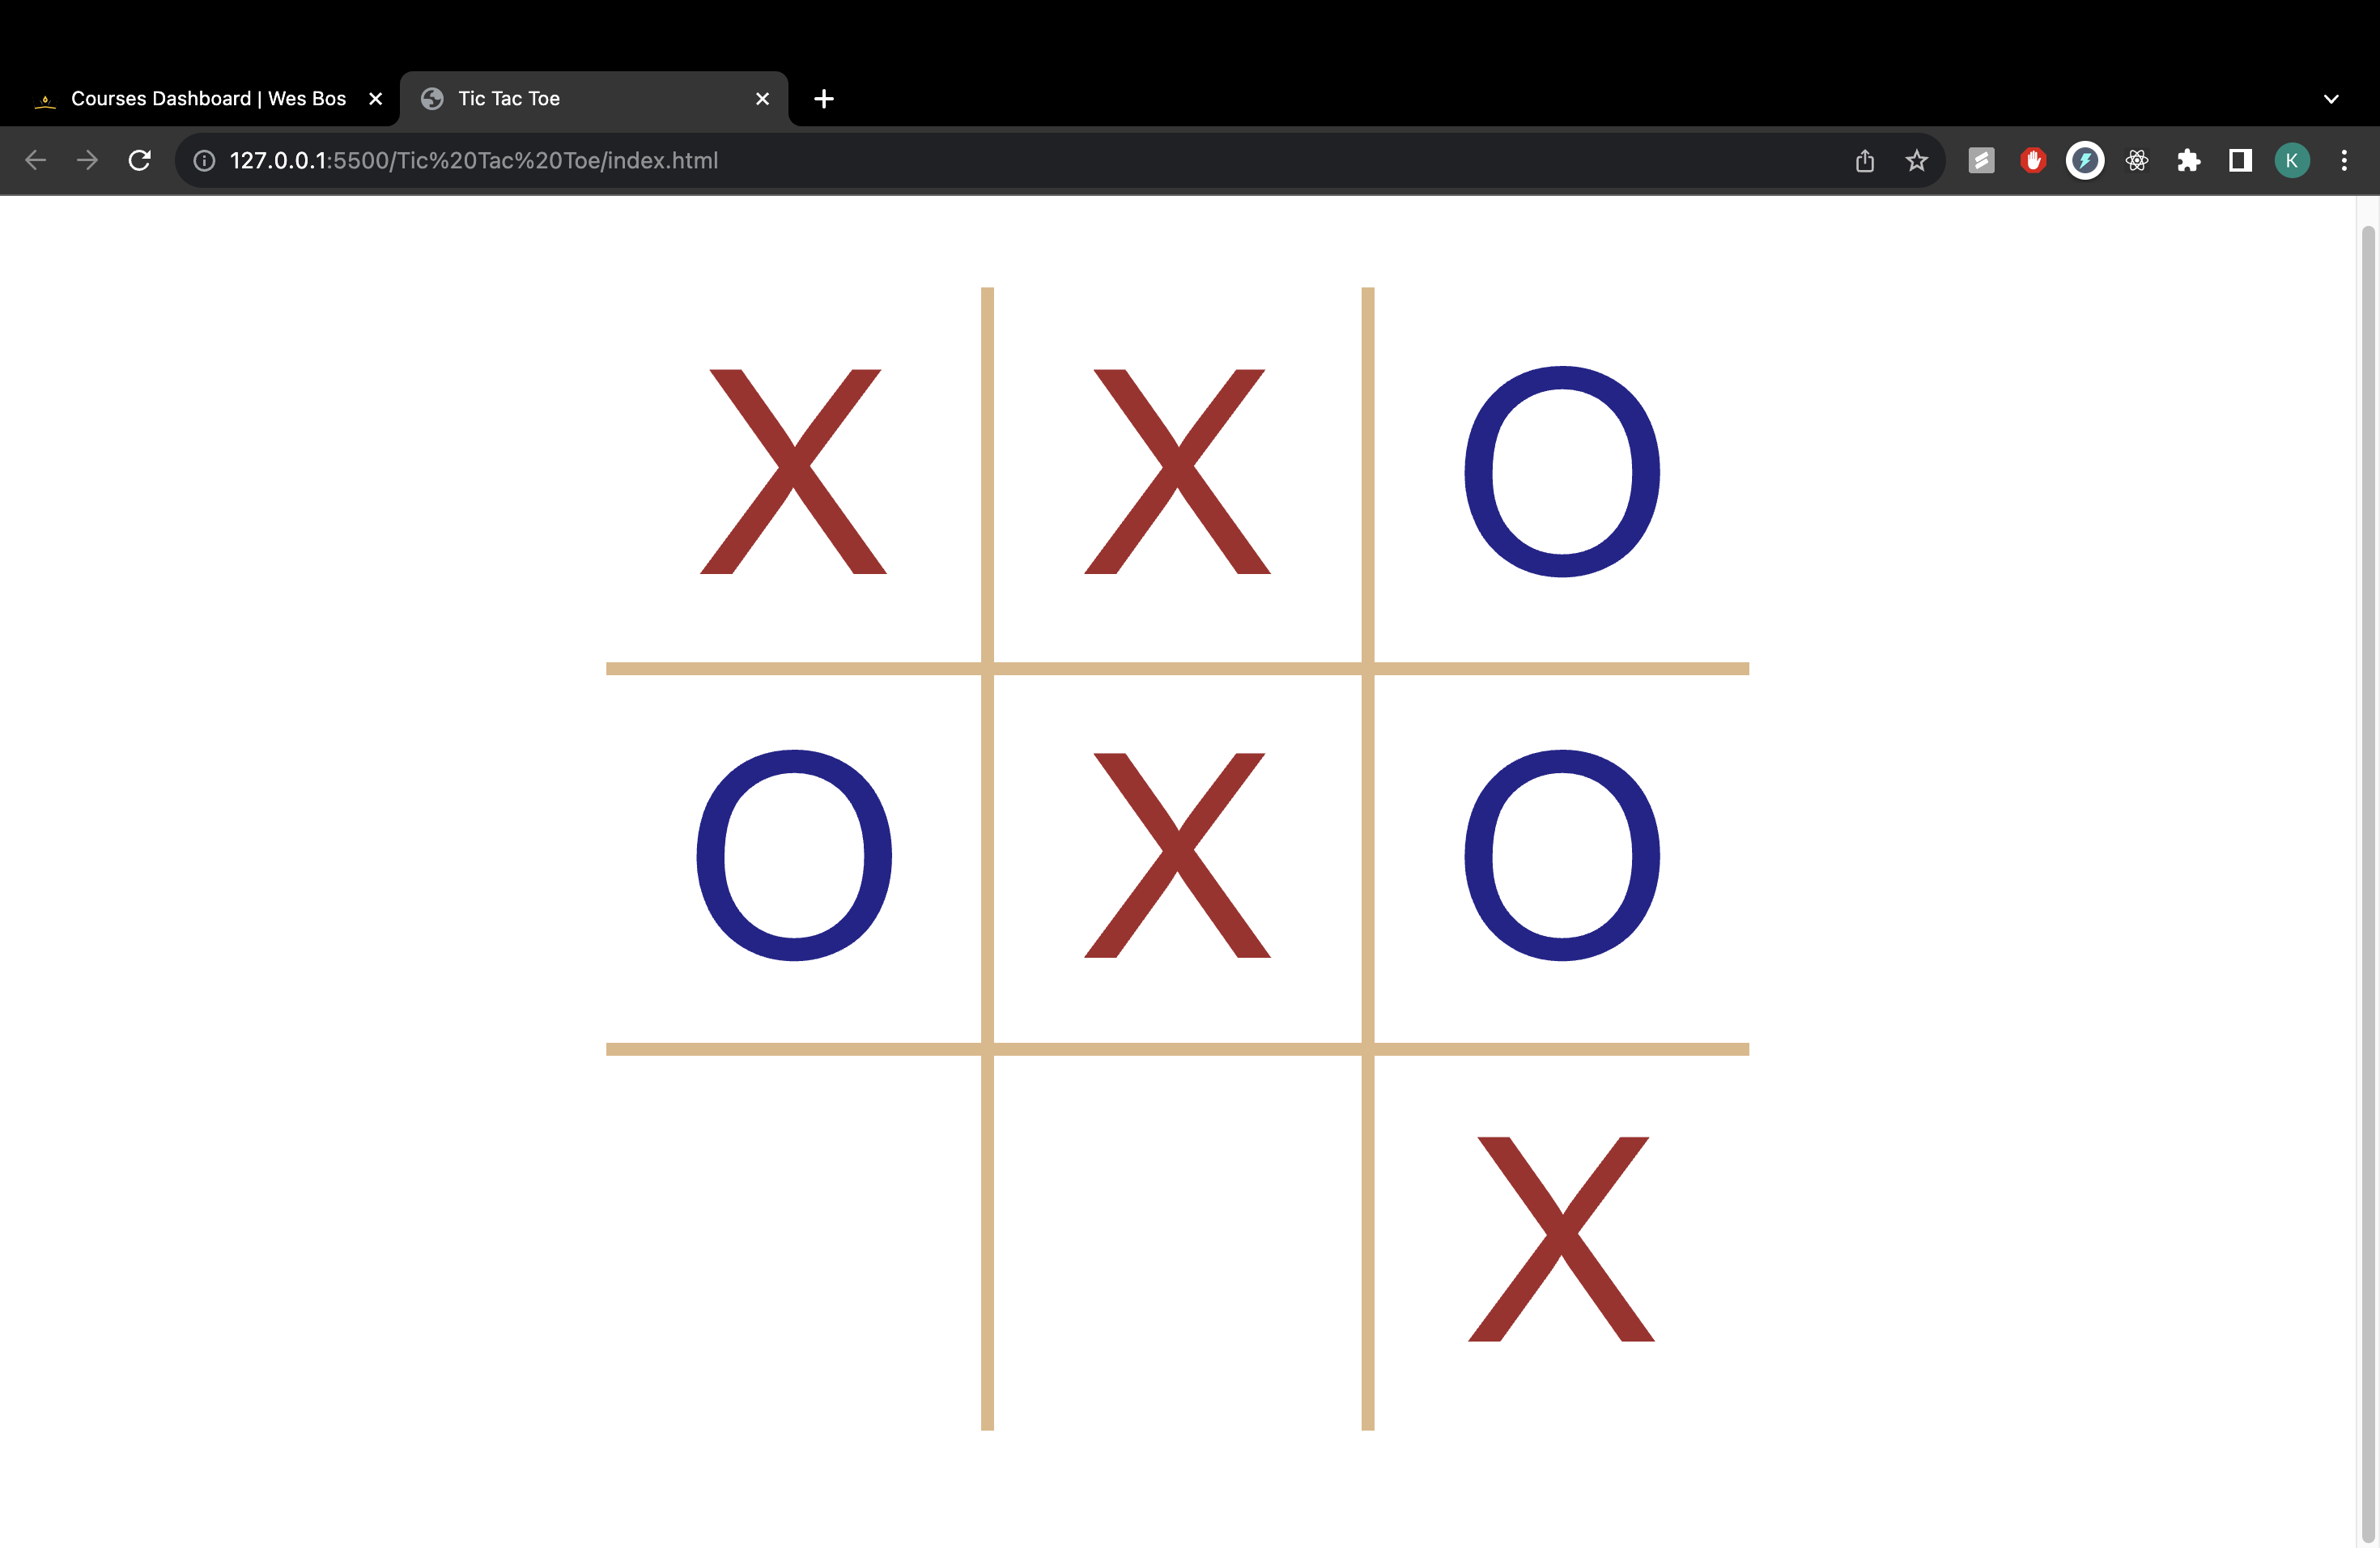 Courses Dashboard | Wes Bos
Tic Tac Toe
127.0.0.1:5500/Tic%20Tac%20Toe/index.html
K
X X O
O X O
X